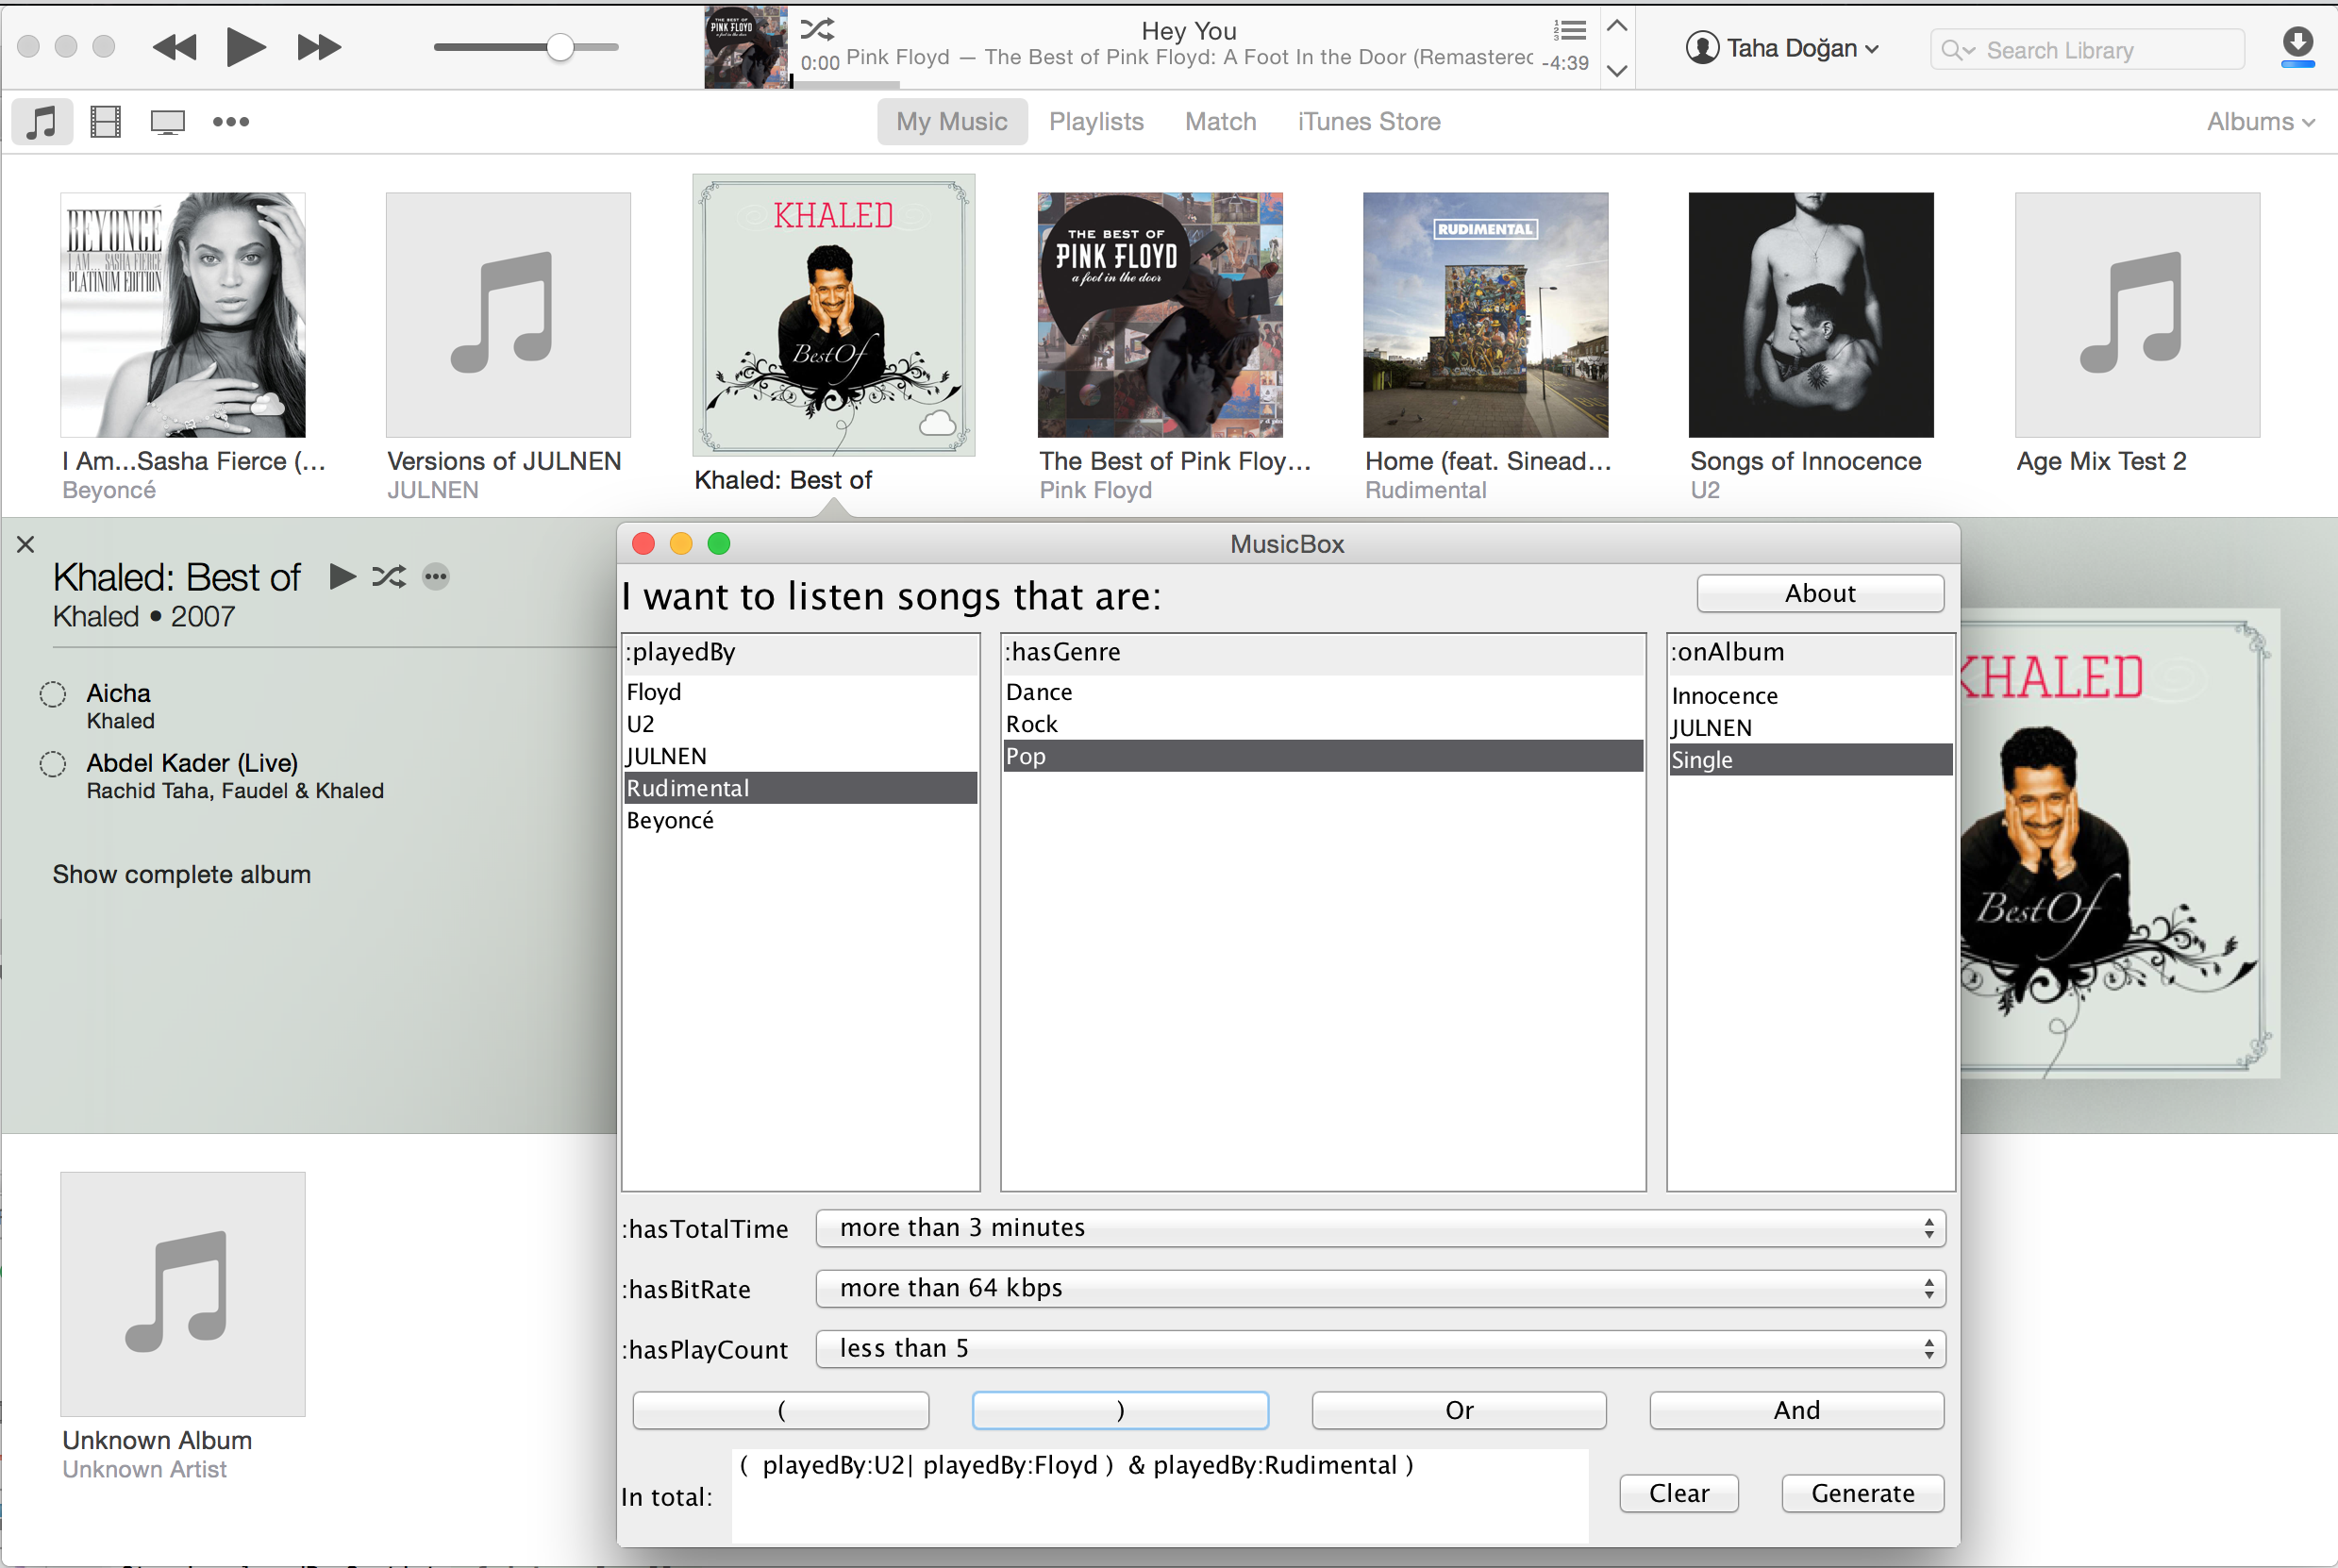 Hey You
0:00 Pink Floyd — The Best of Pink Floyd: A Foot In the Door (Remastered -4:39
Taha Doğan
Search Library
My Music Playlists Match iTunes Store
Albums
BEYONCÉ
I AM... SASHA FIERCE
PLATINUM EDITION
KHALED
Best Of
THE BEST OF
PINK FLOYD
a foot in the door
RUDIMENTAL
I Am...Sasha Fierce (...
Beyoncé
Versions of JULNEN
JULNEN
Khaled: Best of
The Best of Pink Floy...
Pink Floyd
Home (feat. Sinead...
Rudimental
Songs of Innocence
U2
Age Mix Test 2
Khaled: Best of
Khaled • 2007
Aicha
Khaled
Abdel Kader (Live)
Rachid Taha, Faudel & Khaled
Show complete album
KHALED
Best Of
MusicBox
I want to listen songs that are:
About
:playedBy
Floyd
U2
JULNEN
Rudimental
Beyoncé
:hasGenre
Dance
Rock
Pop
:onAlbum
Innocence
JULNEN
Single
:hasTotalTime more than 3 minutes
:hasBitRate more than 64 kbps
:hasPlayCount less than 5
( ) Or And
In total:
( playedBy:U2| playedBy:Floyd ) & playedBy:Rudimental )
Clear Generate
Unknown Album
Unknown Artist